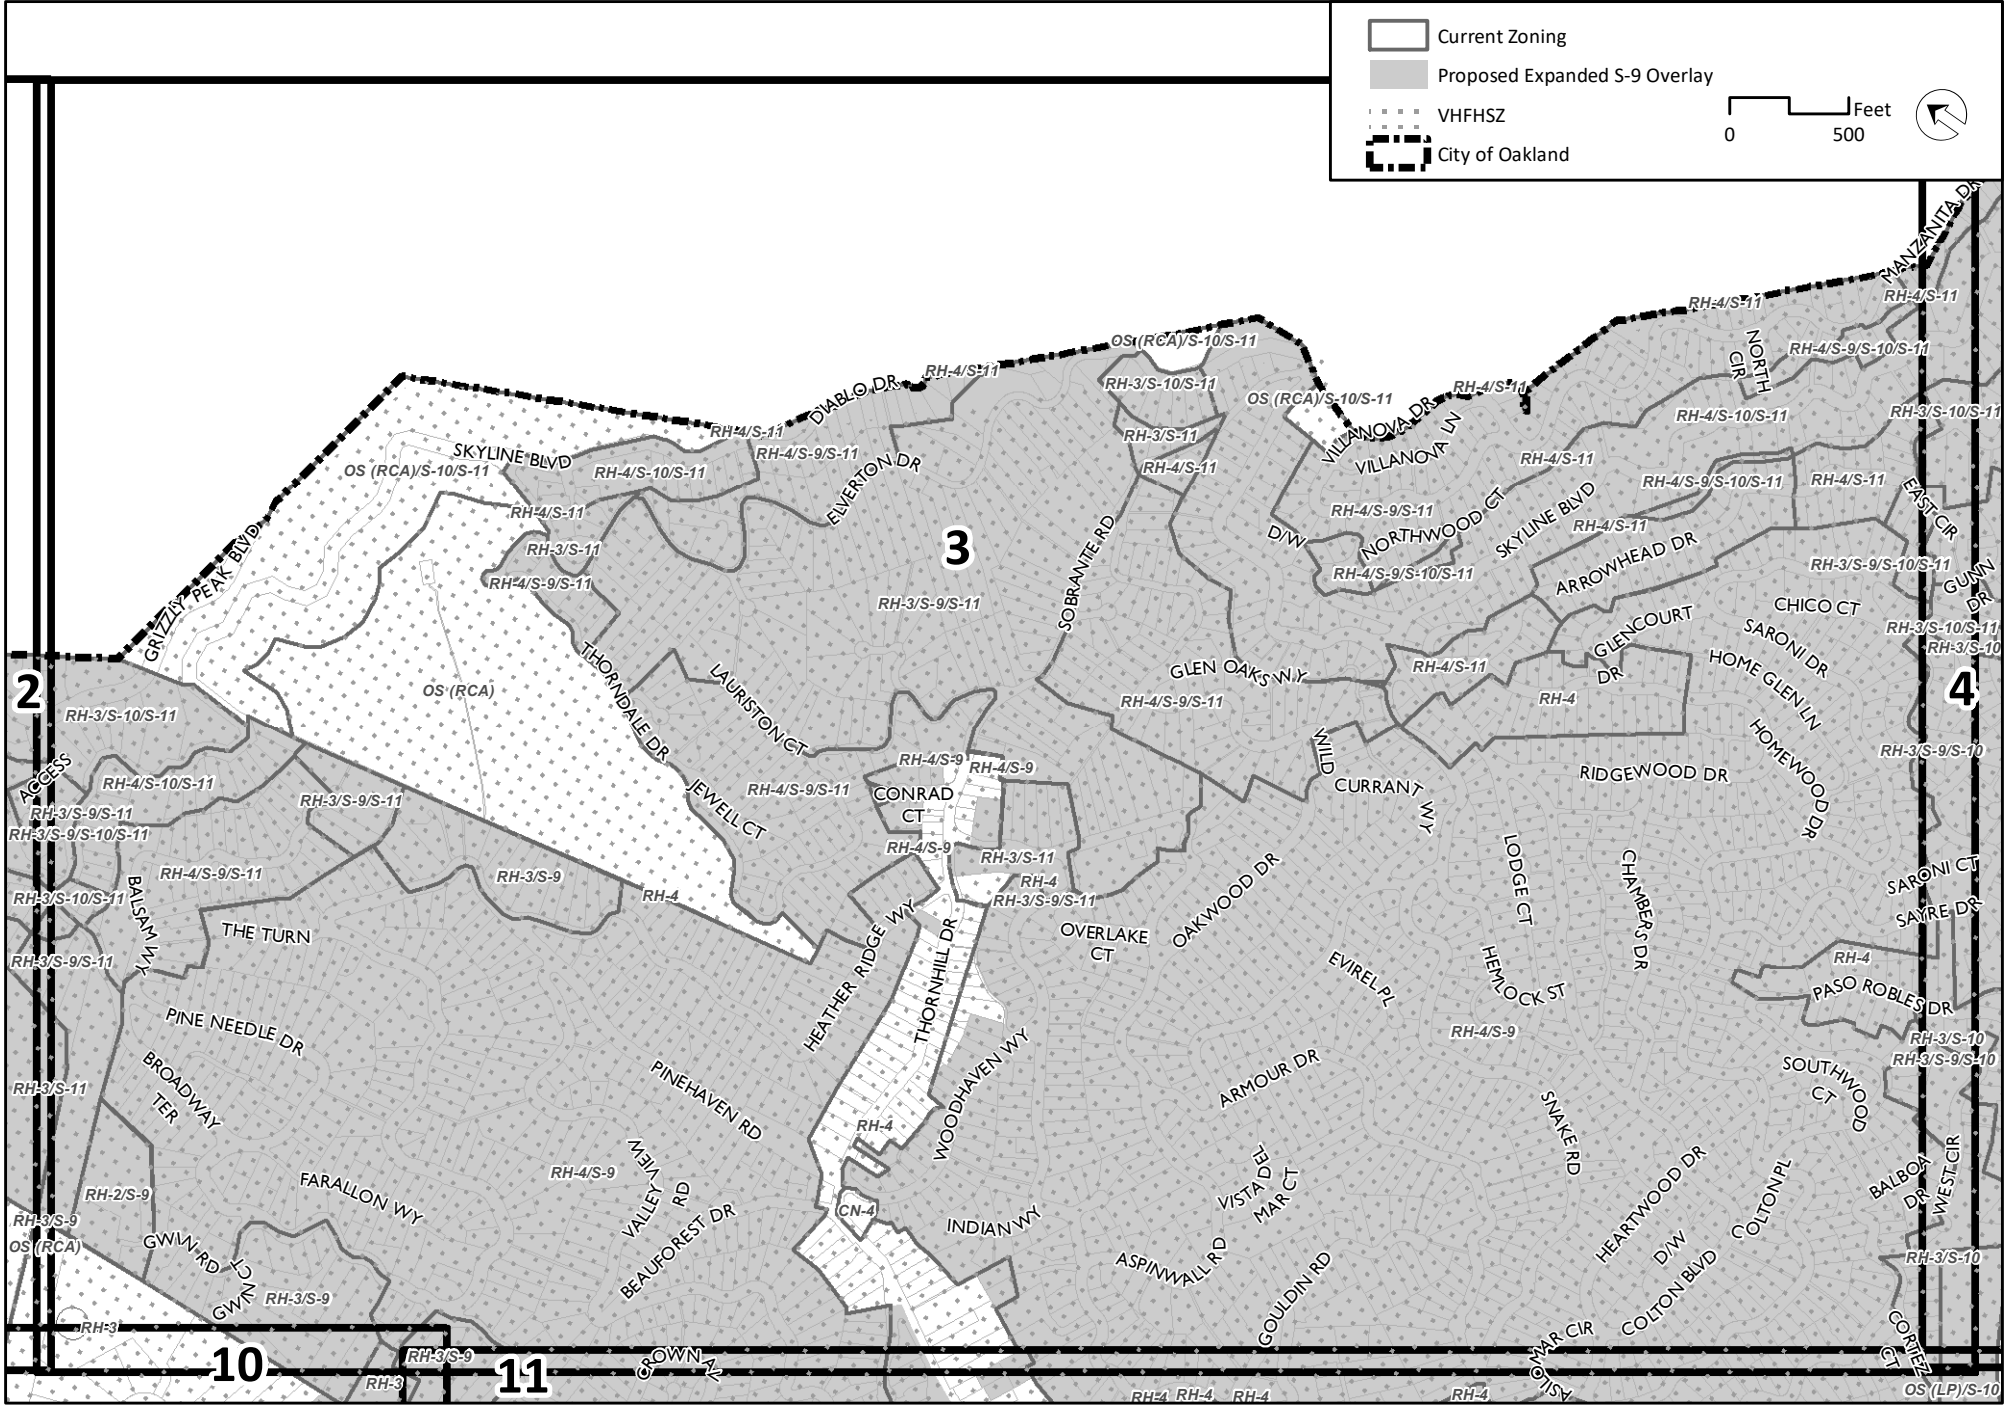 Current Zoning
Proposed Expanded S-9 Overlay
VHFHSZ
City of Oakland
Feet
0 500
MANZANITA DR
RH-4/S-11
RH-4/S-11
NORTH CIR
RH-4/S-9/S-10/S-11
OS (RCA)/S-10/S-11
RH-4/S-11
RH-3/S-10/S-11
DIABLO DR
OS (RCA)/S-10/S-11
RH-4/S-11
RH-4/S-10/S-11
RH-3/S-10/S-11
VILLANOVA DR
VILLANOVA LN
RH-4/S-11
RH-3/S-11
SKYLINE BLVD
RH-4/S-9/S-11
ELVERTON DR
RH-4/S-11
RH-4/S-11
OS (RCA)/S-10/S-11
RH-4/S-10/S-11
RH-4/S-9/S-10/S-11
RH-4/S-11
EAST CIR
RH-4/S-11
RH-4/S-9/S-11
NORTHWOOD CT
SKYLINE BLVD
RH-4/S-11
D/W
GRIZZLY PEAK BLVD
RH-3/S-11
3
SOBRANTE RD
ARROWHEAD DR
RH-3/S-9/S-10/S-11
RH-4/S-9/S-11
RH-4/S-9/S-10/S-11
GUNN DR
RH-3/S-9/S-11
CHICO CT
GLENCOURT DR
SARONI DR
RH-3/S-10/S-11
RH-3/S-10
THORNDALE DR
LAURISTON CT
GLEN OAKS WY
RH-4/S-11
HOME GLEN LN
2
OS (RCA)
4
RH-4/S-9/S-11
RH-4
RH-3/S-10/S-11
HOMEWOOD DR
WILD CURRANT WY
RH-3/S-9/S-10
ACCESS
RH-4/S-9
RH-4/S-9
RIDGEWOOD DR
RH-4/S-10/S-11
RH-4/S-9/S-11
JEWELL CT
CONRAD
CT
RH-3/S-9/S-11
RH-3/S-9/S-11
RH-3/S-9/S-10/S-11
RH-4/S-9
RH-3/S-11
LODGE CT
CHAMBERS DR
OAKWOOD DR
RH-4/S-9/S-11
RH-3/S-9
RH-4
RH-4
SARONI CT
RH-3/S-10/S-11
RH-3/S-9/S-11
SAYRE DR
BALSAM WY
THE TURN
HEATHER RIDGE WY
THORNHILL DR
OVERLAKE
CT
RH-3/S-9/S-11
EVIREL PL
HEMLOCK ST
RH-4
PASO ROBLES DR
PINE NEEDLE DR
WOODHAVEN WY
RH-4/S-9
RH-3/S-10
RH-3/S-9/S-10
BROADWAY
TER
RH-3/S-11
PINEHAVEN RD
ARMOUR DR
SOUTHWOOD
CT
RH-4
SNAKE RD
VALLEY VIEW RD
RH-4/S-9
VISTA DEL
MAR CT
HEARTWOOD DR
COLTON PL
BALBOA
DR
WEST CIR
RH-2/S-9
FARALLON WY
CN-4
INDIAN WY
RH-3/S-9
OS (RCA)
GWIN RD
BEAUFOREST DR
ASPINWALL RD
D/W
RH-3/S-10
GWIN CT
RH-3/S-9
GOULDIN RD
COLTON BLVD
RH-3
ASILOMAR CIR
CORTEZ
CT
10
RH-3/S-9
RH-3
11
CROWN AV
RH-4
RH-4
RH-4
RH-4
OS (LP)/S-10